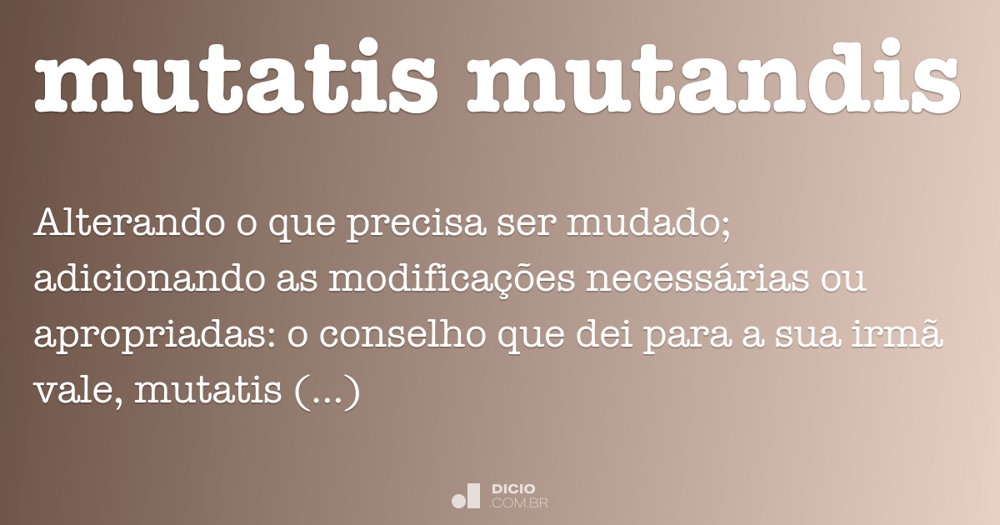 mutatis mutandis
Alterando o que precisa ser mudado;
adicionando as modificações necessárias ou
apropriadas: o conselho que dei para a sua irmã
vale, mutatis (...)
DICIO
.COM.BR